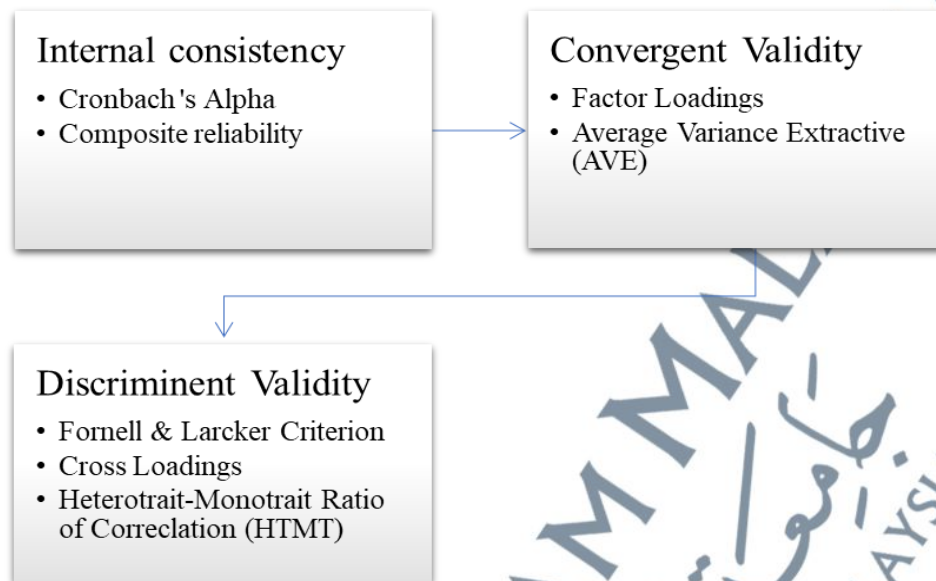 Internal consistency
• Cronbach's Alpha
• Composite reliability
Convergent Validity
• Factor Loadings
• Average Variance Extractive
(AVE)
Discriminent Validity
• Fornell & Larcker Criterion
• Cross Loadings
• Heterotrait-Monotrait Ratio
of Correclation (HTMT)